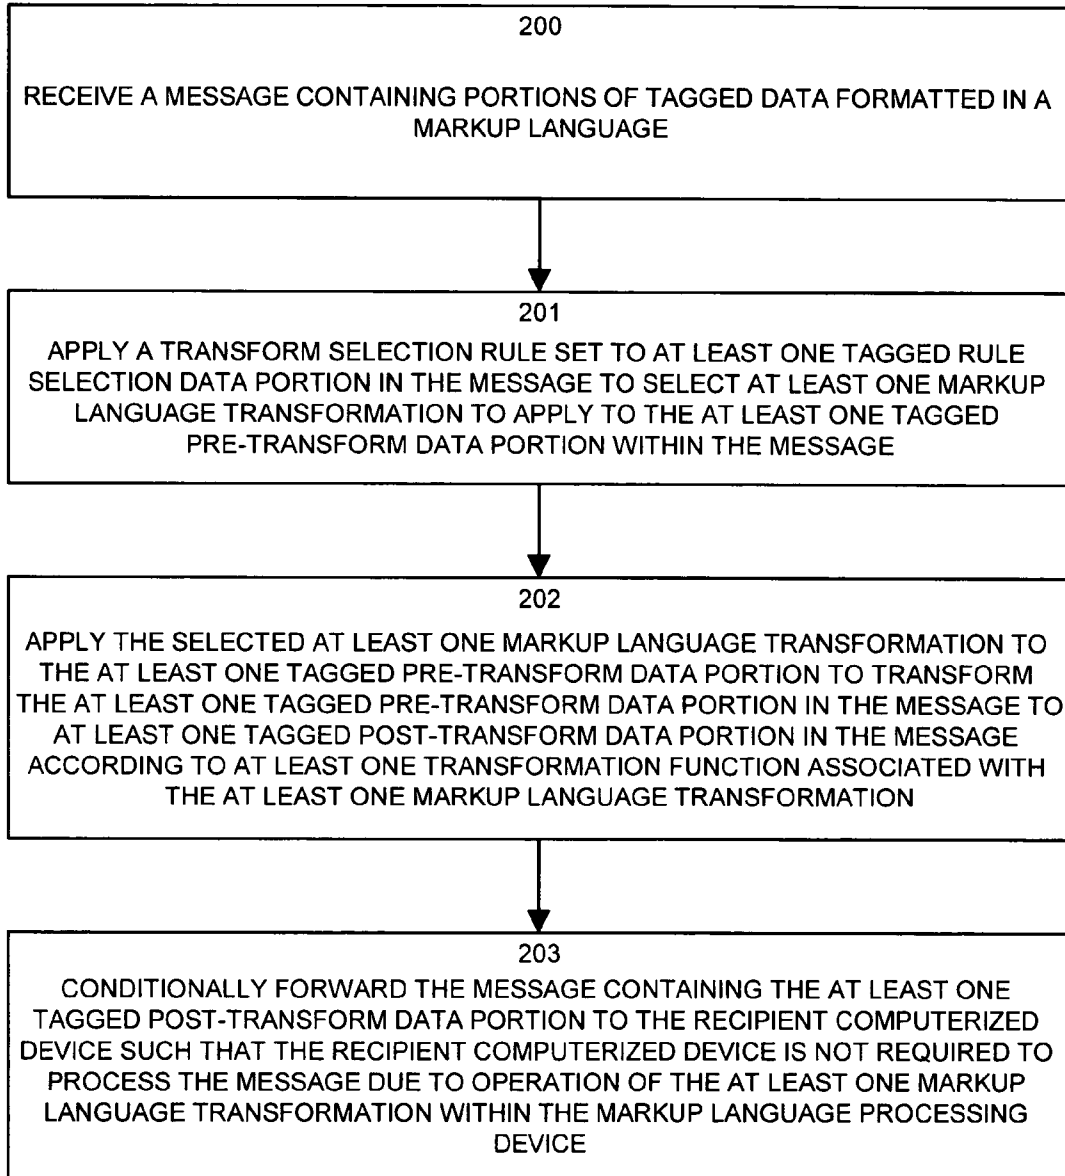 200
RECEIVE A MESSAGE CONTAINING PORTIONS OF TAGGED DATA FORMATTED IN A
MARKUP LANGUAGE
201
APPLY A TRANSFORM SELECTION RULE SET TO AT LEAST ONE TAGGED RULE
SELECTION DATA PORTION IN THE MESSAGE TO SELECT AT LEAST ONE MARKUP
LANGUAGE TRANSFORMATION TO APPLY TO THE AT LEAST ONE TAGGED
PRE-TRANSFORM DATA PORTION WITHIN THE MESSAGE
202
APPLY THE SELECTED AT LEAST ONE MARKUP LANGUAGE TRANSFORMATION TO
THE AT LEAST ONE TAGGED PRE-TRANSFORM DATA PORTION TO TRANSFORM
THE AT LEAST ONE TAGGED PRE-TRANSFORM DATA PORTION IN THE MESSAGE TO
AT LEAST ONE TAGGED POST-TRANSFORM DATA PORTION IN THE MESSAGE
ACCORDING TO AT LEAST ONE TRANSFORMATION FUNCTION ASSOCIATED WITH
THE AT LEAST ONE MARKUP LANGUAGE TRANSFORMATION
203
CONDITIONALLY FORWARD THE MESSAGE CONTAINING THE AT LEAST ONE
TAGGED POST-TRANSFORM DATA PORTION TO THE RECIPIENT COMPUTERIZED
DEVICE SUCH THAT THE RECIPIENT COMPUTERIZED DEVICE IS NOT REQUIRED TO
PROCESS THE MESSAGE DUE TO OPERATION OF THE AT LEAST ONE MARKUP
LANGUAGE TRANSFORMATION WITHIN THE MARKUP LANGUAGE PROCESSING
DEVICE